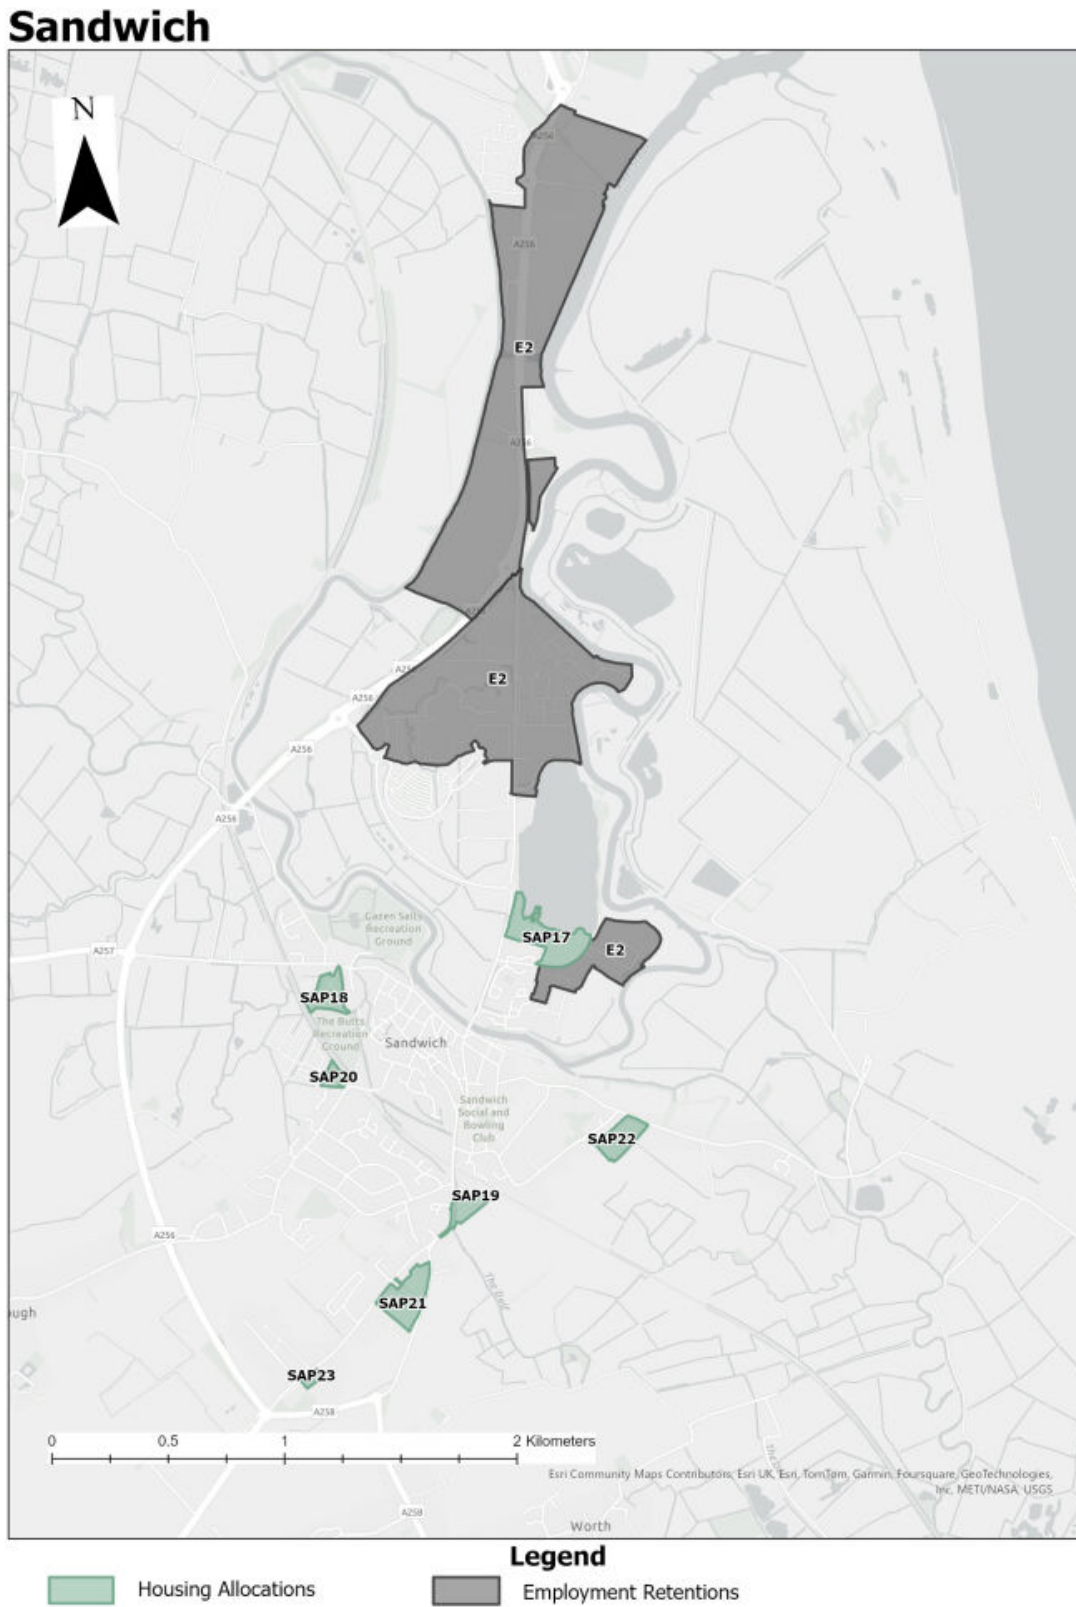 Sandwich
N
A256
A256
E2
A256
E2
A256
A256
A256
SAP17
E2
Gazen Salts
Recreation
Ground
A257
SAP18
The Butts
Recreation
Ground
Sandwich
SAP20
Sandwich
Social and
Bowling
Club
SAP22
SAP19
A256
The Delf
SAP21
ough
SAP23
A258
0 0.5 1 2 Kilometers
Esri Community Maps Contributors, Esri UK, Esri, TomTom, Garmin, Foursquare, GeoTechnologies,
Inc, METI/NASA, USGS
A258
Worth
Legend
Housing Allocations
Employment Retentions